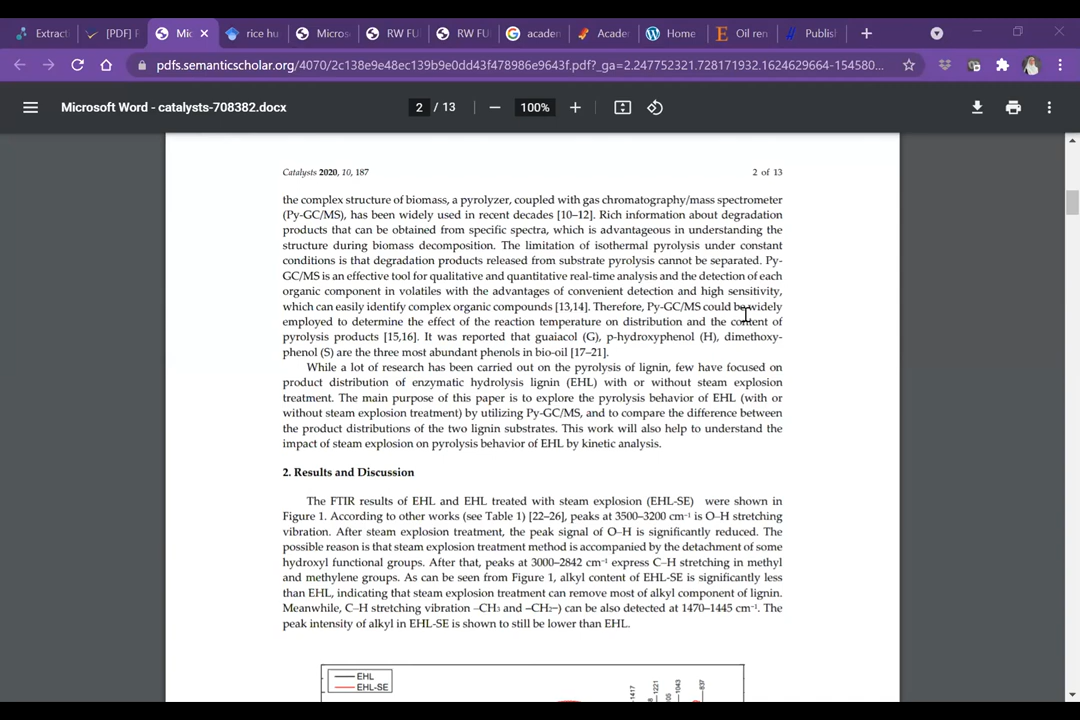 Extracti
[PDF] F
Mic
rice hu
Micros
RW FU
RW FU
academ
Acade
Home
Oil ren
Publish
pdfs.semanticscholar.org/4070/2c138e9e48ec139b9e0dd43f478986e9643f.pdf?_ga=2.247752321.728171932.1624629664-154580...
Microsoft Word - catalysts-708382.docx
2 / 13
100%
Catalysts 2020, 10, 187
2 of 13
the complex structure of biomass, a pyrolyzer, coupled with gas chromatography/mass spectrometer
(Py-GC/MS), has been widely used in recent decades [10–12]. Rich information about degradation
products that can be obtained from specific spectra, which is advantageous in understanding the
structure during biomass decomposition. The limitation of isothermal pyrolysis under constant
conditions is that degradation products released from substrate pyrolysis cannot be separated. Py-
GC/MS is an effective tool for qualitative and quantitative real-time analysis and the detection of each
organic component in volatiles with the advantages of convenient detection and high sensitivity,
which can easily identify complex organic compounds [13,14]. Therefore, Py-GC/MS could be widely
employed to determine the effect of the reaction temperature on distribution and the content of
pyrolysis products [15,16]. It was reported that guaiacol (G), p-hydroxyphenol (H), dimethoxy-
phenol (S) are the three most abundant phenols in bio-oil [17–21].
While a lot of research has been carried out on the pyrolysis of lignin, few have focused on
product distribution of enzymatic hydrolysis lignin (EHL) with or without steam explosion
treatment. The main purpose of this paper is to explore the pyrolysis behavior of EHL (with or
without steam explosion treatment) by utilizing Py-GC/MS, and to compare the difference between
the product distributions of the two lignin substrates. This work will also help to understand the
impact of steam explosion on pyrolysis behavior of EHL by kinetic analysis.
2. Results and Discussion
The FTIR results of EHL and EHL treated with steam explosion (EHL-SE) were shown in
Figure 1. According to other works (see Table 1) [22–26], peaks at 3500–3200 cm⁻¹ is O–H stretching
vibration. After steam explosion treatment, the peak signal of O–H is significantly reduced. The
possible reason is that steam explosion treatment method is accompanied by the detachment of some
hydroxyl functional groups. After that, peaks at 3000–2842 cm⁻¹ express C–H stretching in methyl
and methylene groups. As can be seen from Figure 1, alkyl content of EHL-SE is significantly less
than EHL, indicating that steam explosion treatment can remove most of alkyl component of lignin.
Meanwhile, C–H stretching vibration –CH₃ and –CH₂–) can be also detected at 1470–1445 cm⁻¹. The
peak intensity of alkyl in EHL-SE is shown to still be lower than EHL.
EHL
EHL-SE
1417
1221
1043
837